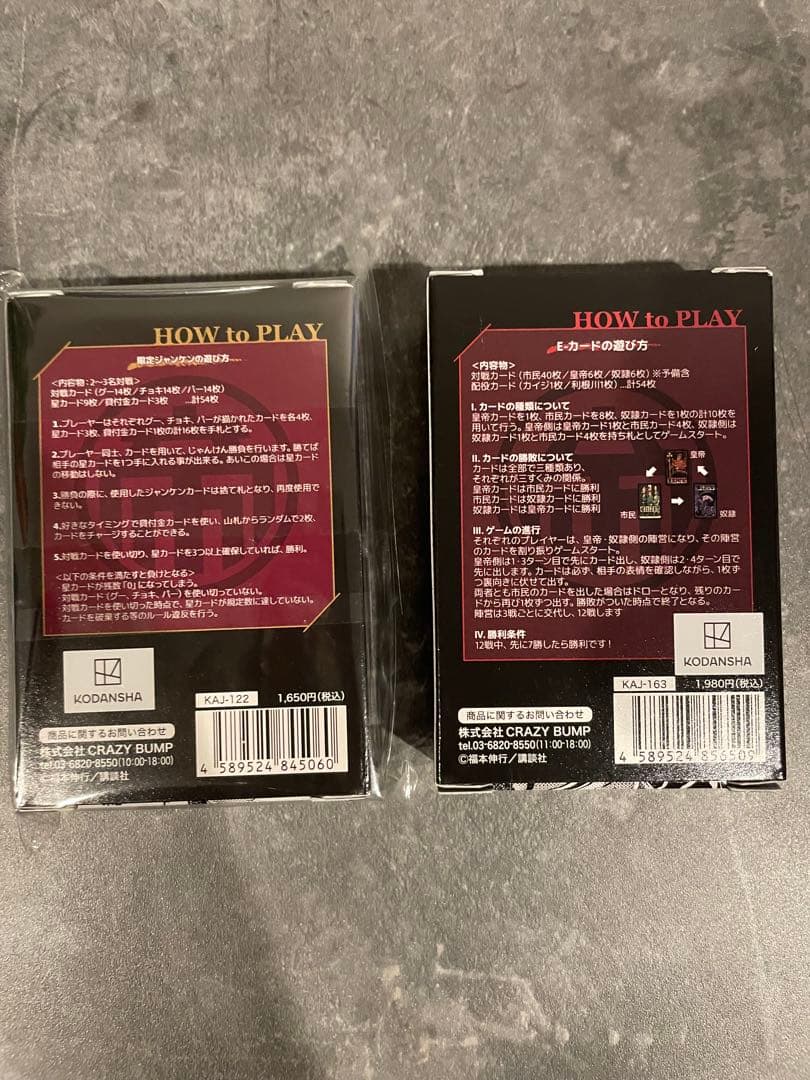 HOW to PLAY
限定ジャンケンの遊び方
<内容物:2~3名対戦>
対戦カード(グー14枚/チョキ14枚/パー14枚)
星カード9枚/貸付金カード3枚 …計54枚
1.プレーヤーはそれぞれグー、チョキ、パーが描かれたカードを各4枚、
星カード3枚、貸付金カード1枚の計16枚を手札とする。
2.プレーヤー同士、カードを用いて、じゃんけん勝負を行います。勝てば
相手の星カードを1つ手に入れる事が出来る。あいこの場合は星カード
の移動はしない。
3.勝負の際に、使用したジャンケンカードは捨て札となり、再度使用で
きない。
4.好きなタイミングで貸付金カードを使い、山札からランダムで2枚、
カードをチャージすることができる。
5.対戦カードを使い切り、星カードを3つ以上確保していれば、勝利。
<以下の条件を満たすと負けとなる>
・星カードが残数「0」になってしまう。
・対戦カード(グー、チョキ、パー)を使い切っていない。
・対戦カードを使い切った時点で、星カードが規定数に達していない。
・カードを破棄する等のルール違反を行う。
KODANSHA
KAJ-122 1,650円(税込)
商品に関するお問い合わせ
株式会社 CRAZY BUMP
tel.03-6820-8550(10:00-18:00)
©福本伸行/講談社
4 589524 845060
HOW to PLAY
E-カードの遊び方
<内容物>
対戦カード(市民40枚/皇帝6枚/奴隷6枚)※予備含
配役カード(カイジ1枚/利根川1枚)…計54枚
I.カードの種類について
皇帝カードを1枚、市民カードを8枚、奴隷カードを1枚の計10枚を
用いて行う。皇帝側は皇帝カード1枚と市民カード4枚、奴隷側は
奴隷カード1枚と市民カード4枚を持ち札としてゲームスタート。
II.カードの勝敗について
カードは全部で三種類あり、
それぞれが三すくみの関係。
皇帝カードは市民カードに勝利
市民カードは奴隷カードに勝利
奴隷カードは皇帝カードに勝利
皇帝
市民
奴隷
III.ゲームの進行
それぞれのプレイヤーは、皇帝・奴隷側の陣営になり、その陣営
のカードを割り振りゲームスタート。
皇帝側は1・3ターン目で先にカード出し、奴隷側は2・4ターン目で
先に出します。カードは必ず、相手の表情を確認しながら、1枚ず
つ裏向きに伏せて出す。
両者とも市民のカードを出した場合はドローとなり、残りのカー
ドから再び1枚ずつ出す。勝敗がついた時点で終了となる。
陣営は3戦ごとに交代し、12戦します
IV.勝利条件
12戦中、先に7勝したら勝利です!
KODANSHA
KAJ-163 1,980円(税込)
商品に関するお問い合わせ
株式会社 CRAZY BUMP
tel.03-6820-8550(11:00-18:00)
©福本伸行/講談社
4 589524 856509